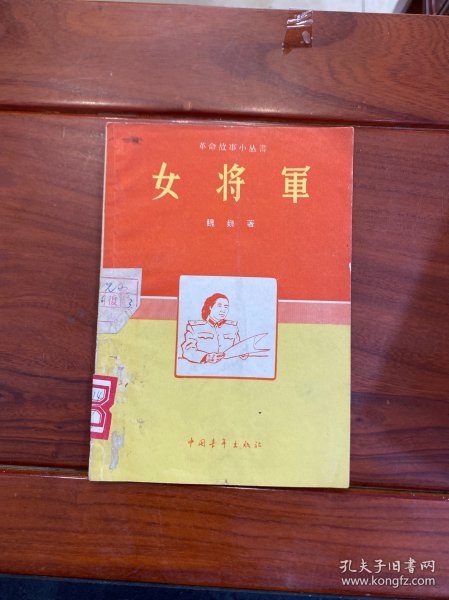 革命故事小丛書
女将軍
魏巍著
中国青年出版社
孔夫子旧书网
www.kongfz.com